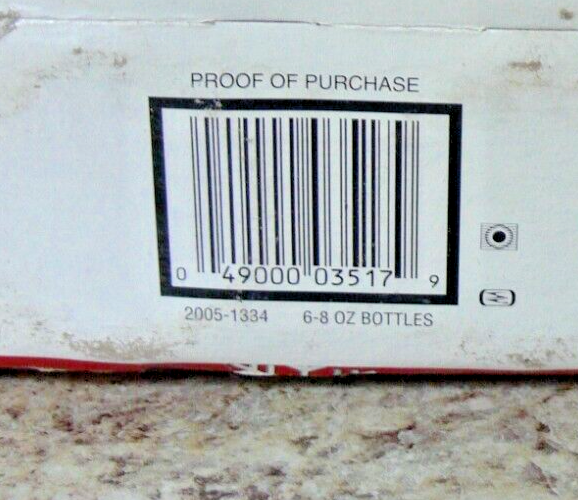 PROOF OF PURCHASE
0 49000 03517 9
2005-1334 6-8 OZ BOTTLES